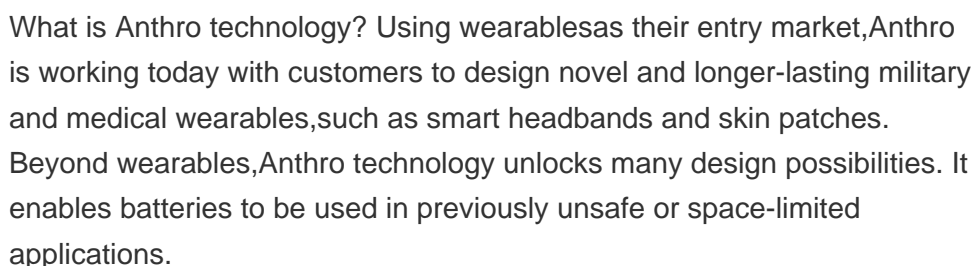 What is Anthro technology? Using wearablesas their entry market,Anthro
is working today with customers to design novel and longer-lasting military
and medical wearables,such as smart headbands and skin patches.
Beyond wearables,Anthro technology unlocks many design possibilities. It
enables batteries to be used in previously unsafe or space-limited
applications.